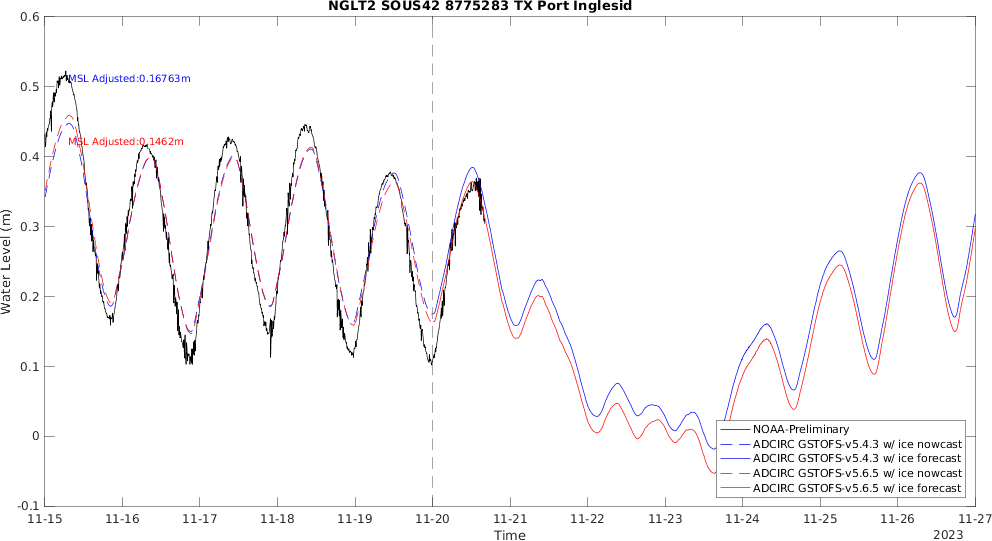 NGLT2 SOUS42 8775283 TX Port Inglesid
0.6
0.5
0.4
0.3
0.2
0.1
0
-0.1
Water Level (m)
MSL Adjusted:0.16763m
MSL Adjusted:0.1462m
NOAA-Preliminary
ADCIRC GSTOFS-v5.4.3 w/ ice nowcast
ADCIRC GSTOFS-v5.4.3 w/ ice forecast
ADCIRC GSTOFS-v5.6.5 w/ ice nowcast
ADCIRC GSTOFS-v5.6.5 w/ ice forecast
11-15 11-16 11-17 11-18 11-19 11-20 11-21 11-22 11-23 11-24 11-25 11-26 11-27
Time
2023